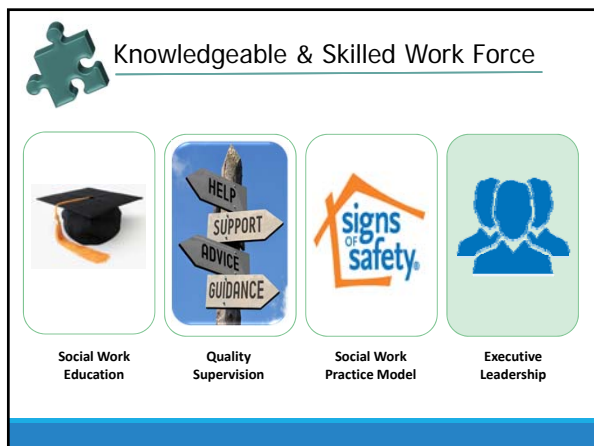 Knowledgeable & Skilled Work Force
HELP
SUPPORT
ADVICE
GUIDANCE
signs
OF
safety®
Social Work
Education
Quality
Supervision
Social Work
Practice Model
Executive
Leadership